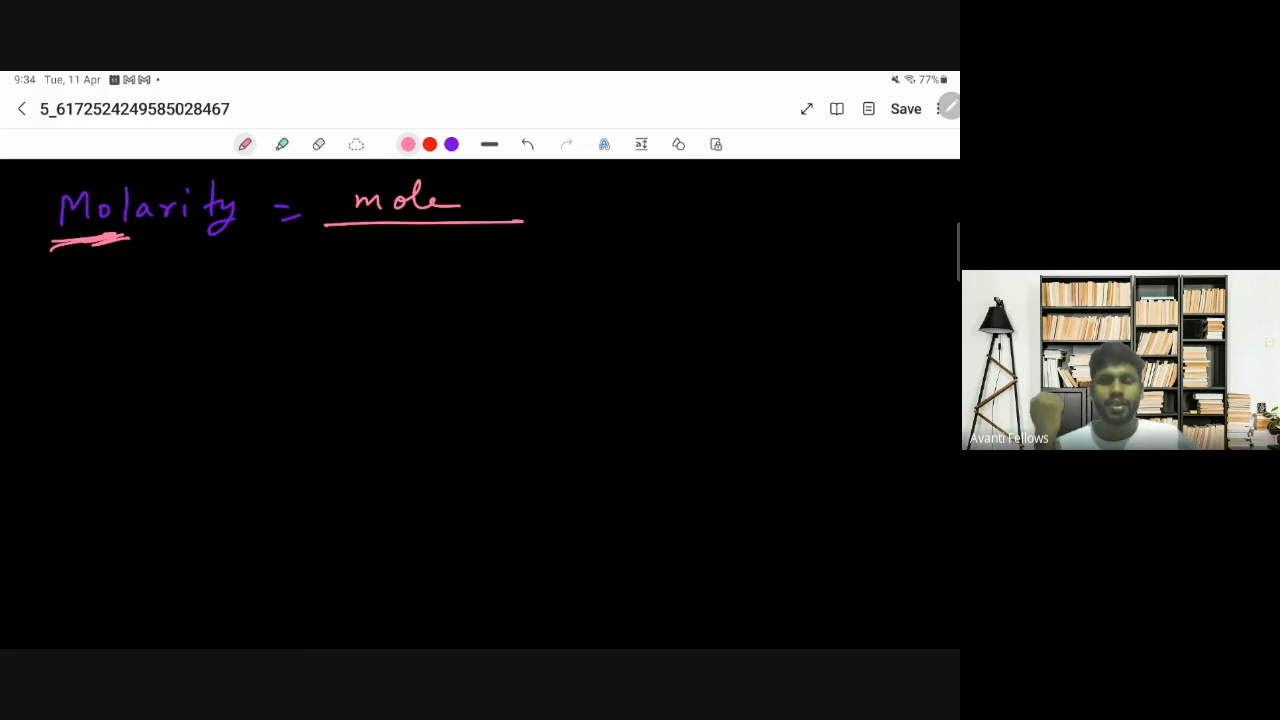 9:34 Tue, 11 Apr
77%
5_6172524249585028467
Save
Molarity = mole
Avanti Fellows